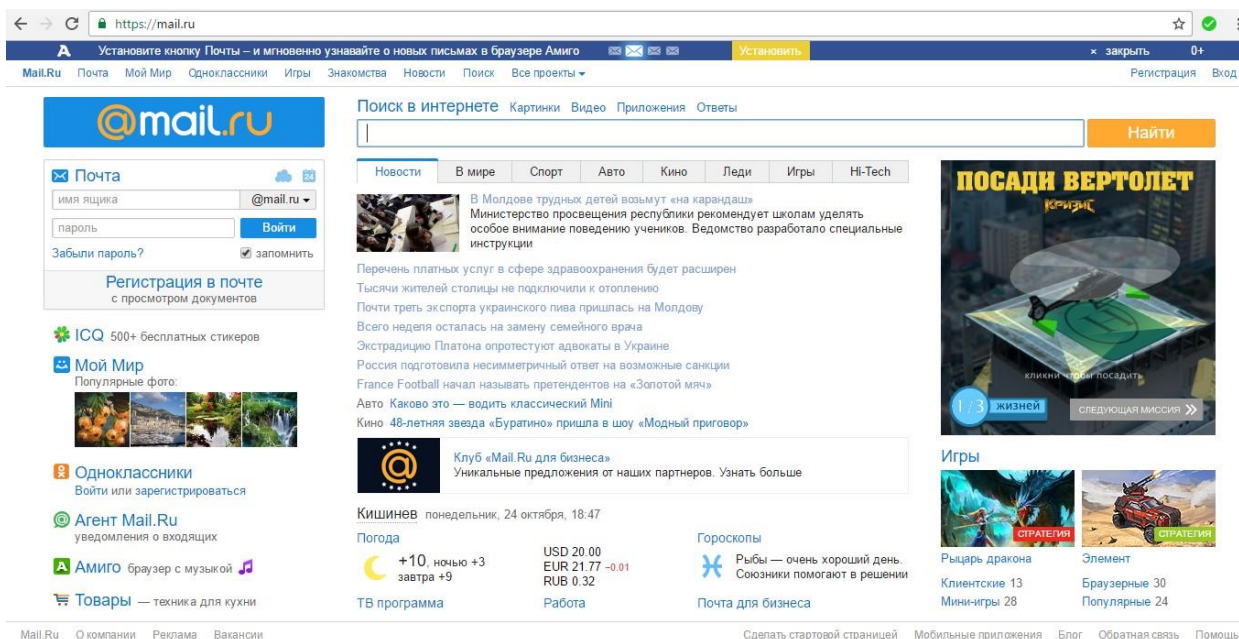 https://mail.ru
Установите кнопку Почты – и мгновенно узнавайте о новых письмах в браузере Амиго
Установить
× закрыть
0+
Mail.Ru Почта Мой Мир Одноклассники Игры Знакомства Новости Поиск Все проекты
Регистрация Вход
@mail.ru
Поиск в интернете Картинки Видео Приложения Ответы
Найти
Почта
24
имя ящика
@mail.ru
пароль
Войти
Забыли пароль?
запомнить
Регистрация в почте
с просмотром документов
ICQ 500+ бесплатных стикеров
Мой Мир
Популярные фото:
Одноклассники
Войти или зарегистрироваться
Агент Mail.Ru
уведомления о входящих
Амиго браузер с музыкой
Товары — техника для кухни
Новости В мире Спорт Авто Кино Леди Игры Hi-Tech
В Молдове трудных детей возьмут «на карандаш»
Министерство просвещения республики рекомендует школам уделять
особое внимание поведению учеников. Ведомство разработало специальные
инструкции
Перечень платных услуг в сфере здравоохранения будет расширен
Тысячи жителей столицы не подключили к отоплению
Почти треть экспорта украинского пива пришлась на Молдову
Всего неделя осталась на замену семейного врача
Экстрадицию Платона опротестуют адвокаты в Украине
Россия подготовила несимметричный ответ на возможные санкции
France Football начал называть претендентов на «Золотой мяч»
Авто Каково это — водить классический Mini
Кино 48-летняя звезда «Буратино» пришла в шоу «Модный приговор»
Клуб «Mail.Ru для бизнеса»
Уникальные предложения от наших партнеров. Узнать больше
Кишинев понедельник, 24 октября, 18:47
Погода
+10, ночью +3
завтра +9
USD 20.00
EUR 21.77 -0.01
RUB 0.32
Гороскопы
Рыбы — очень хороший день.
Союзники помогают в решении
ТВ программа
Работа
Почта для бизнеса
ПОСАДИ ВЕРТОЛЕТ
КРИЗИС
кликни чтобы посадить
1/3 жизней
СЛЕДУЮЩАЯ МИССИЯ
Игры
СТРАТЕГИЯ
СТРАТЕГИЯ
Рыцарь дракона
Элемент
Клиентские 13
Браузерные 30
Мини-игры 28
Популярные 24
Mail.Ru О компании Реклама Вакансии
Сделать стартовой страницей Мобильные приложения Блог Обратная связь Помощь